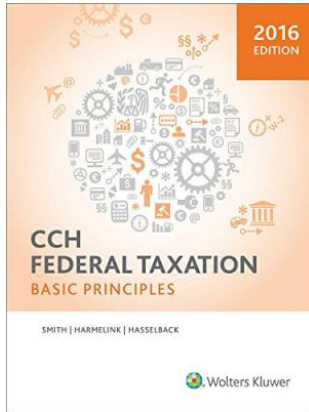 2016
EDITION
CCH
FEDERAL TAXATION
BASIC PRINCIPLES
SMITH | HARMELINK | HASSELBACK
Wolters Kluwer